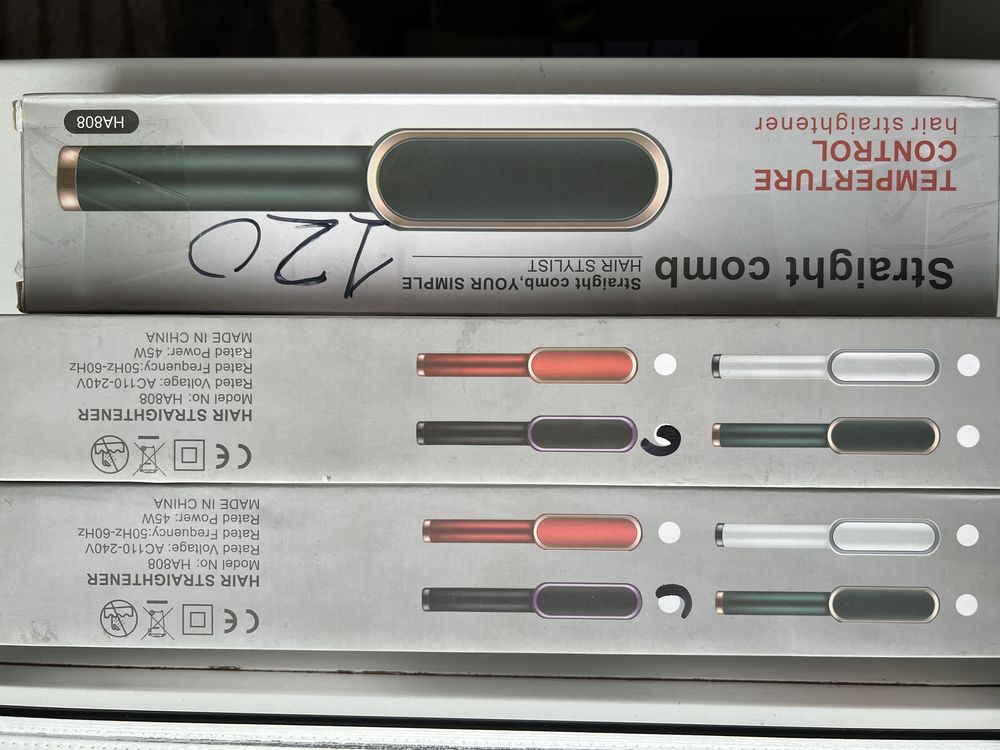 Straight comb
Straight comb,YOUR SIMPLE
HAIR STYLIST
120
TEMPERTURE
CONTROL
hair straightener
HA808
CE
HAIR STRAIGHTENER
Model No: HA808
Rated Voltage: AC110-240V
Rated Frequency:50Hz-60Hz
Rated Power: 45W
MADE IN CHINA
CE
HAIR STRAIGHTENER
Model No: HA808
Rated Voltage: AC110-240V
Rated Frequency:50Hz-60Hz
Rated Power: 45W
MADE IN CHINA